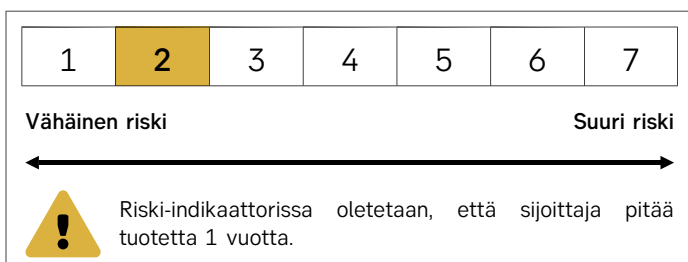 1 2 3 4 5 6 7
Vähäinen riski Suuri riski
Riski-indikaattorissa oletetaan, että sijoittaja pitää
tuotetta 1 vuotta.